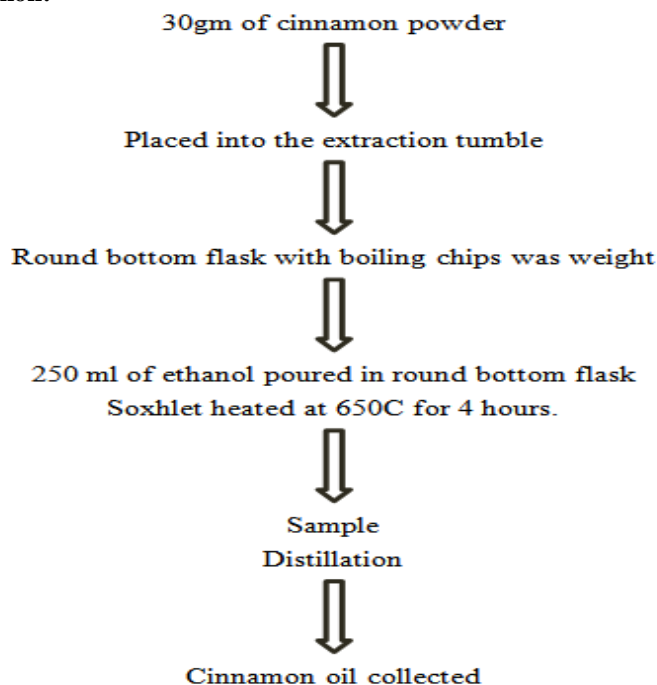 30gm of cinnamon powder
Placed into the extraction tumble
Round bottom flask with boiling chips was weight
250 ml of ethanol poured in round bottom flask
Soxhlet heated at 650C for 4 hours.
Sample
Distillation
Cinnamon oil collected